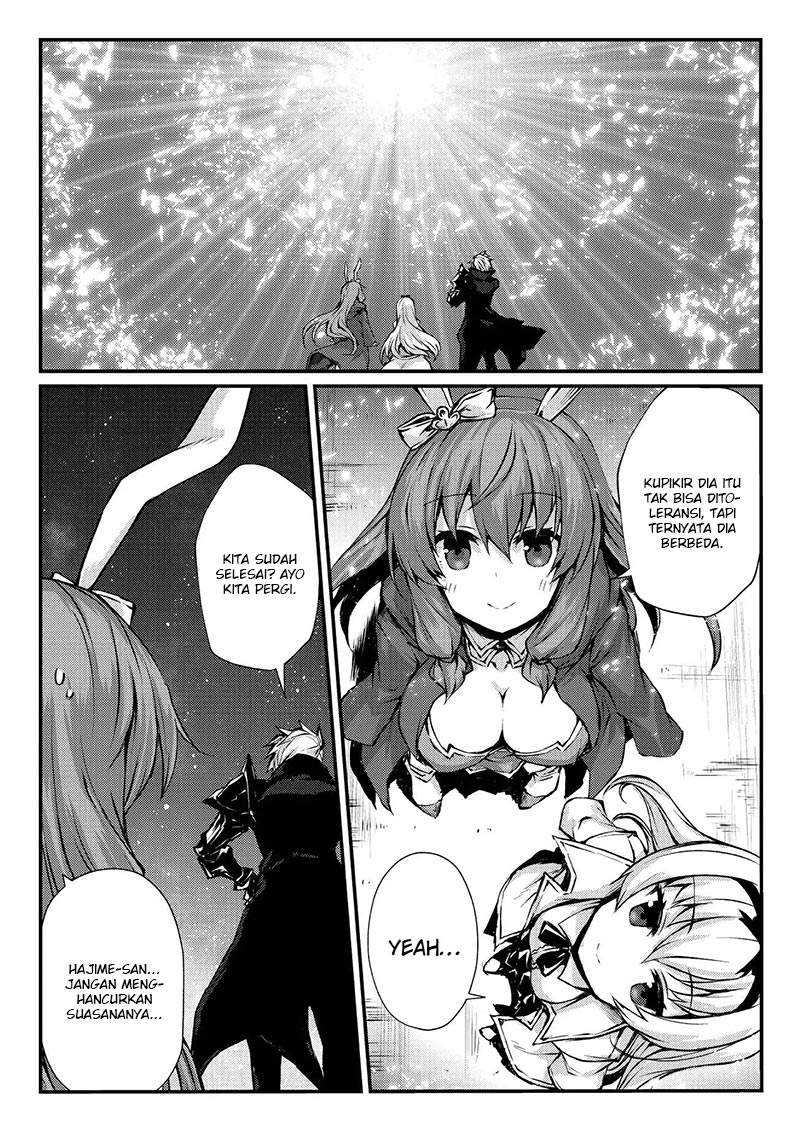 KUPIKIR DIA ITU
TAK BISA DITO-
LERANSI, TAPI
TERNYATA DIA
BERBEDA.
YEAH...
KITA SUDAH
SELESAI? AYO
KITA PERGI.
HAJIME-SAN...
JANGAN MENG-
HANCURKAN
SUASANANYA...